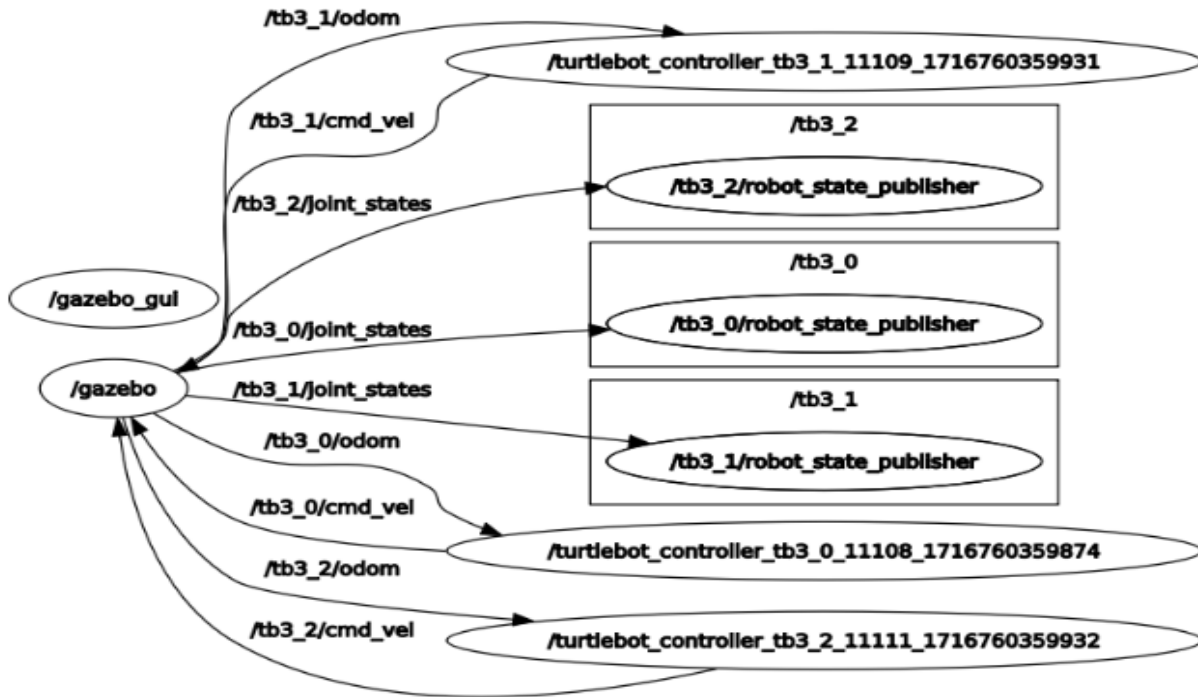 /tb3_1/odom
/turtlebot_controller_tb3_1_11109_1716760359931
/tb3_1/cmd_vel
/tb3_2
/tb3_2/robot_state_publisher
/tb3_2/joint_states
/tb3_0
/gazebo_gui
/tb3_0/robot_state_publisher
/tb3_0/joint_states
/gazebo
/tb3_1/joint_states
/tb3_1
/tb3_0/odom
/tb3_1/robot_state_publisher
/tb3_0/cmd_vel
/turtlebot_controller_tb3_0_11108_1716760359874
/tb3_2/odom
/tb3_2/cmd_vel
/turtlebot_controller_tb3_2_11111_1716760359932